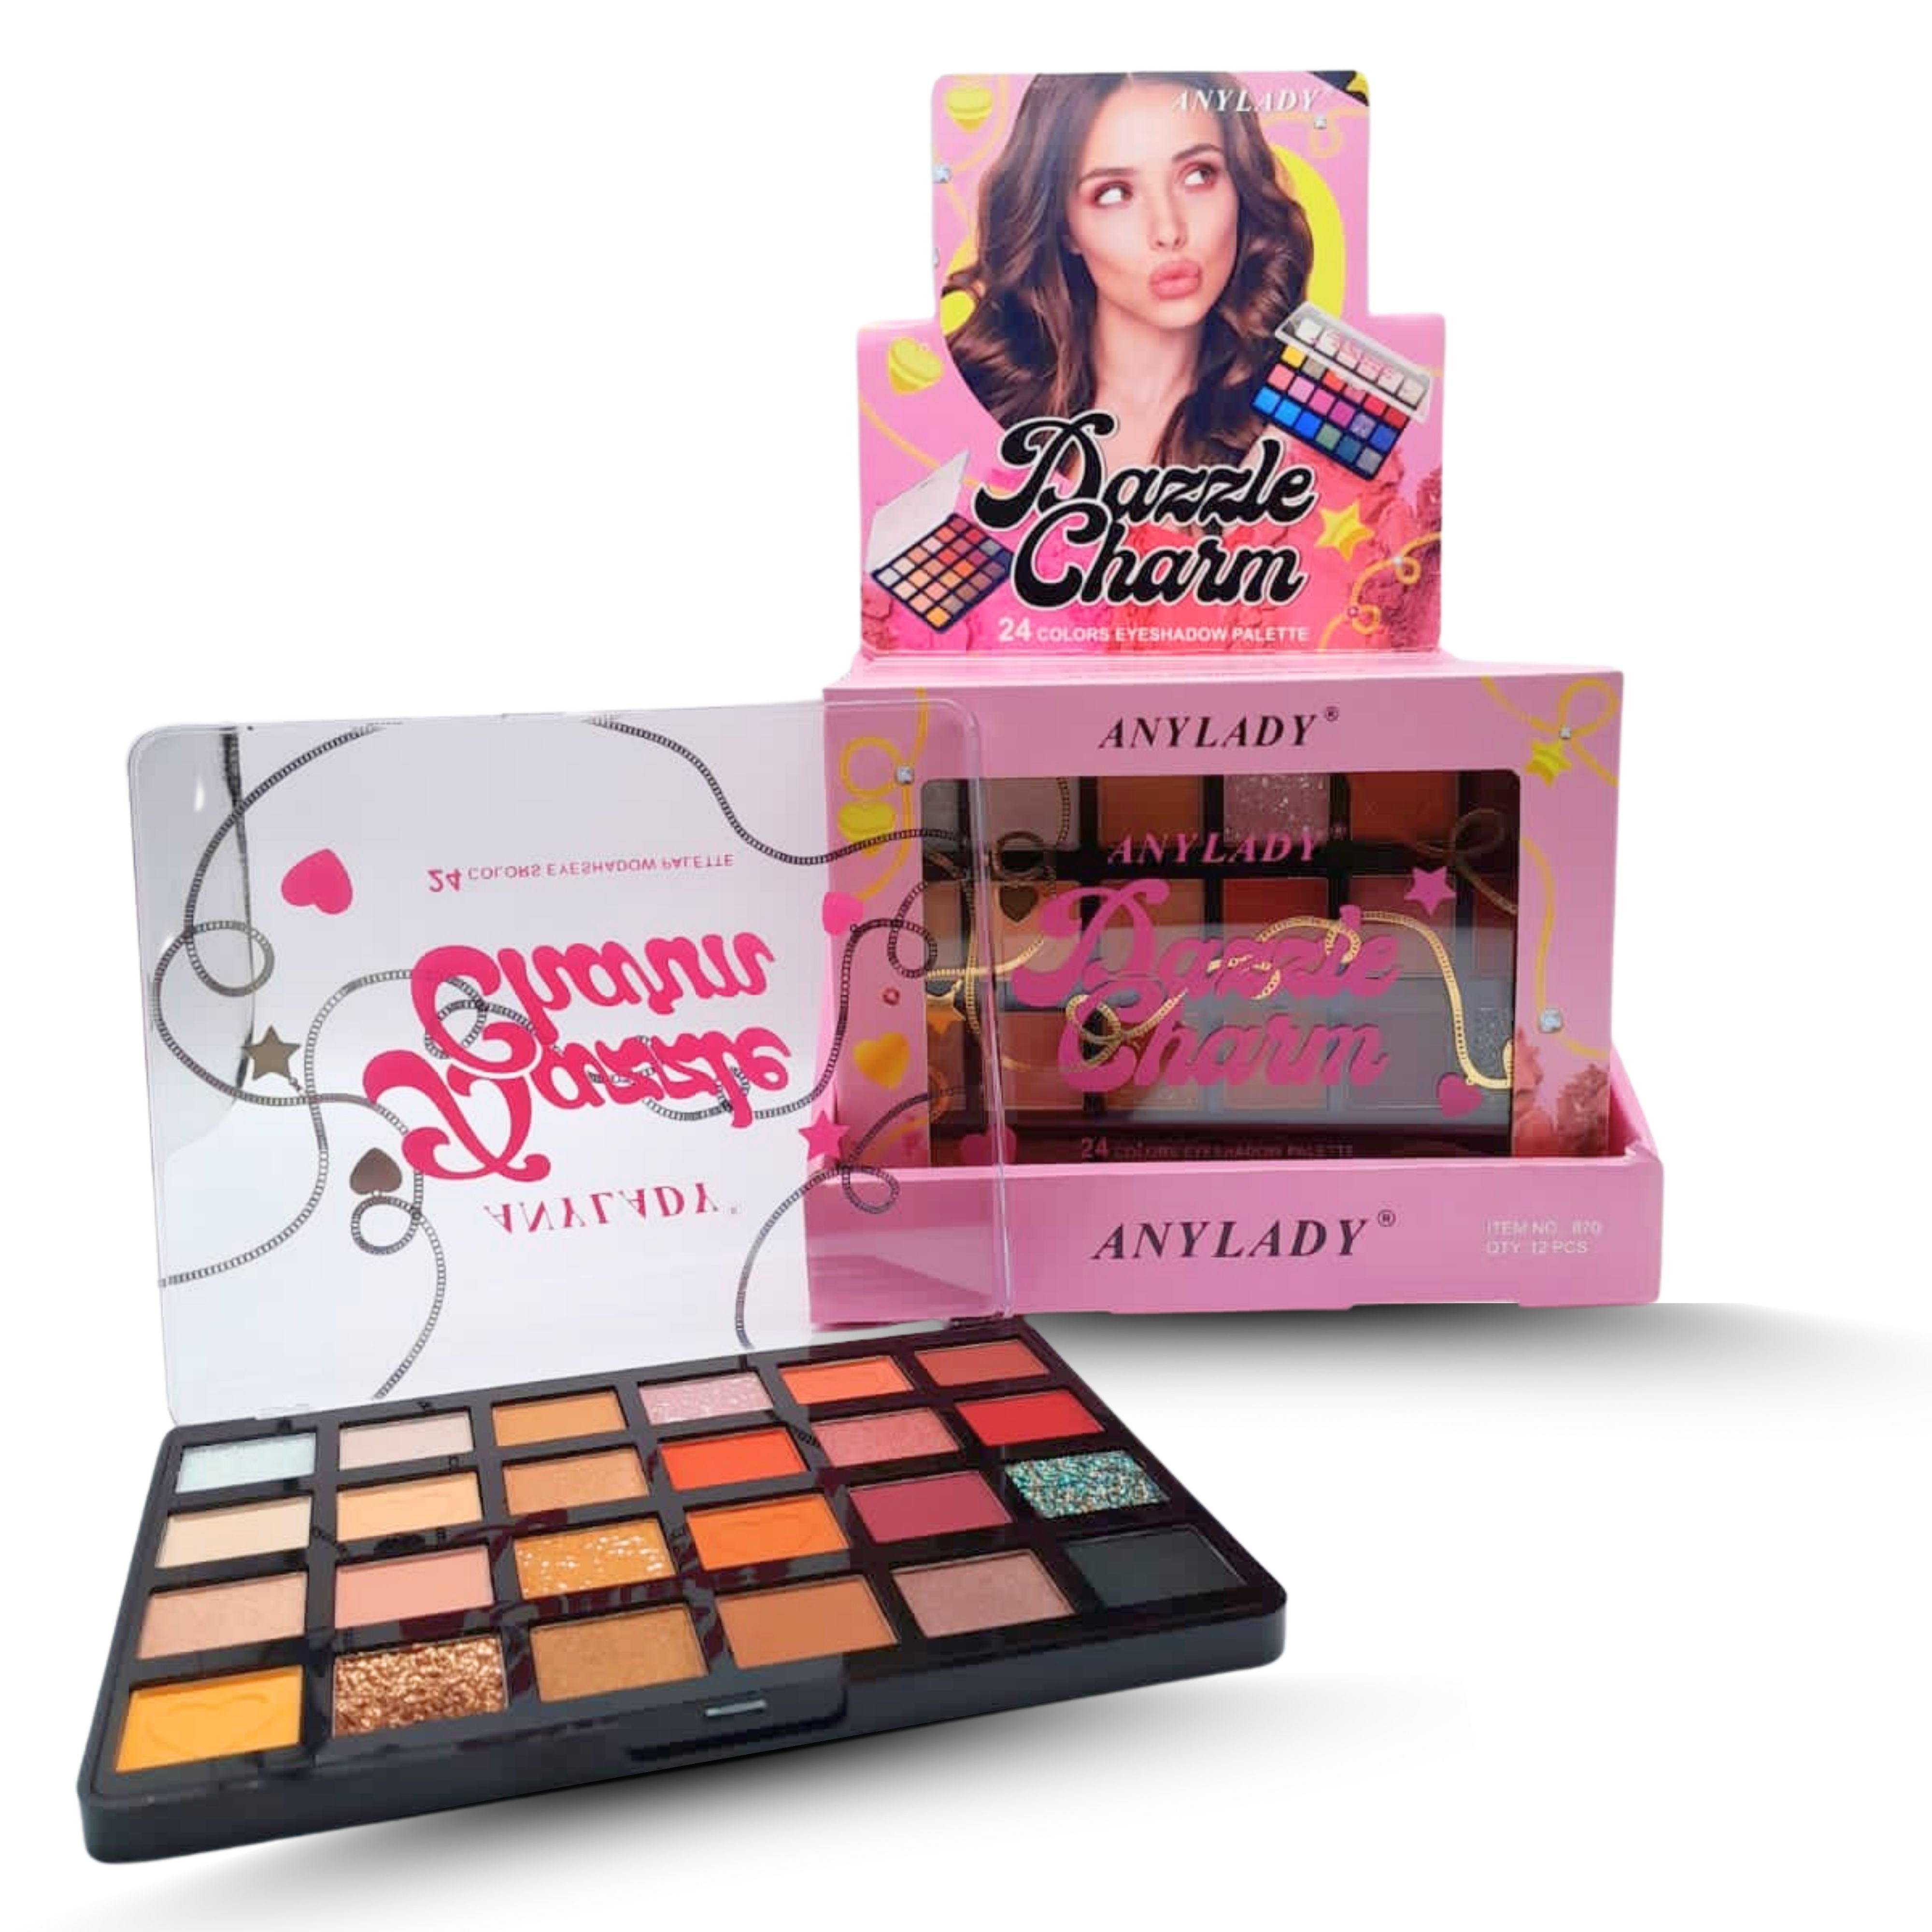 ANYLADY
Dazzle
Charm
24 COLORS EYESHADOW PALETTE
ANYLADY®
ANYLADY®
Dazzle
Charm
24 COLORS EYESHADOW PALETTE
ANYLADY®
ITEM NO. 870
QTY: 12 PCS
24 COLORS EYESHADOW PALETTE
Charm
Dazzle
ANYLADY®